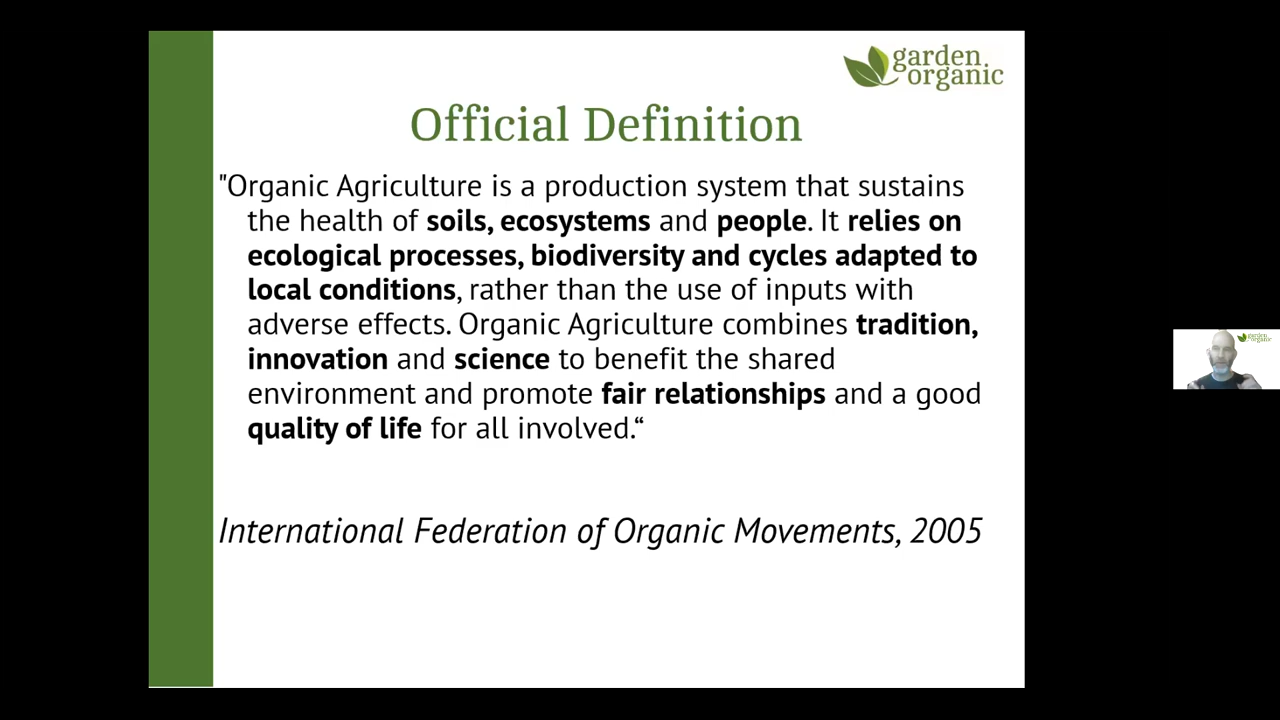 garden
organic
Official Definition
"Organic Agriculture is a production system that sustains
the health of soils, ecosystems and people. It relies on
ecological processes, biodiversity and cycles adapted to
local conditions, rather than the use of inputs with
adverse effects. Organic Agriculture combines tradition,
innovation and science to benefit the shared
environment and promote fair relationships and a good
quality of life for all involved.“
International Federation of Organic Movements, 2005
garden
organic